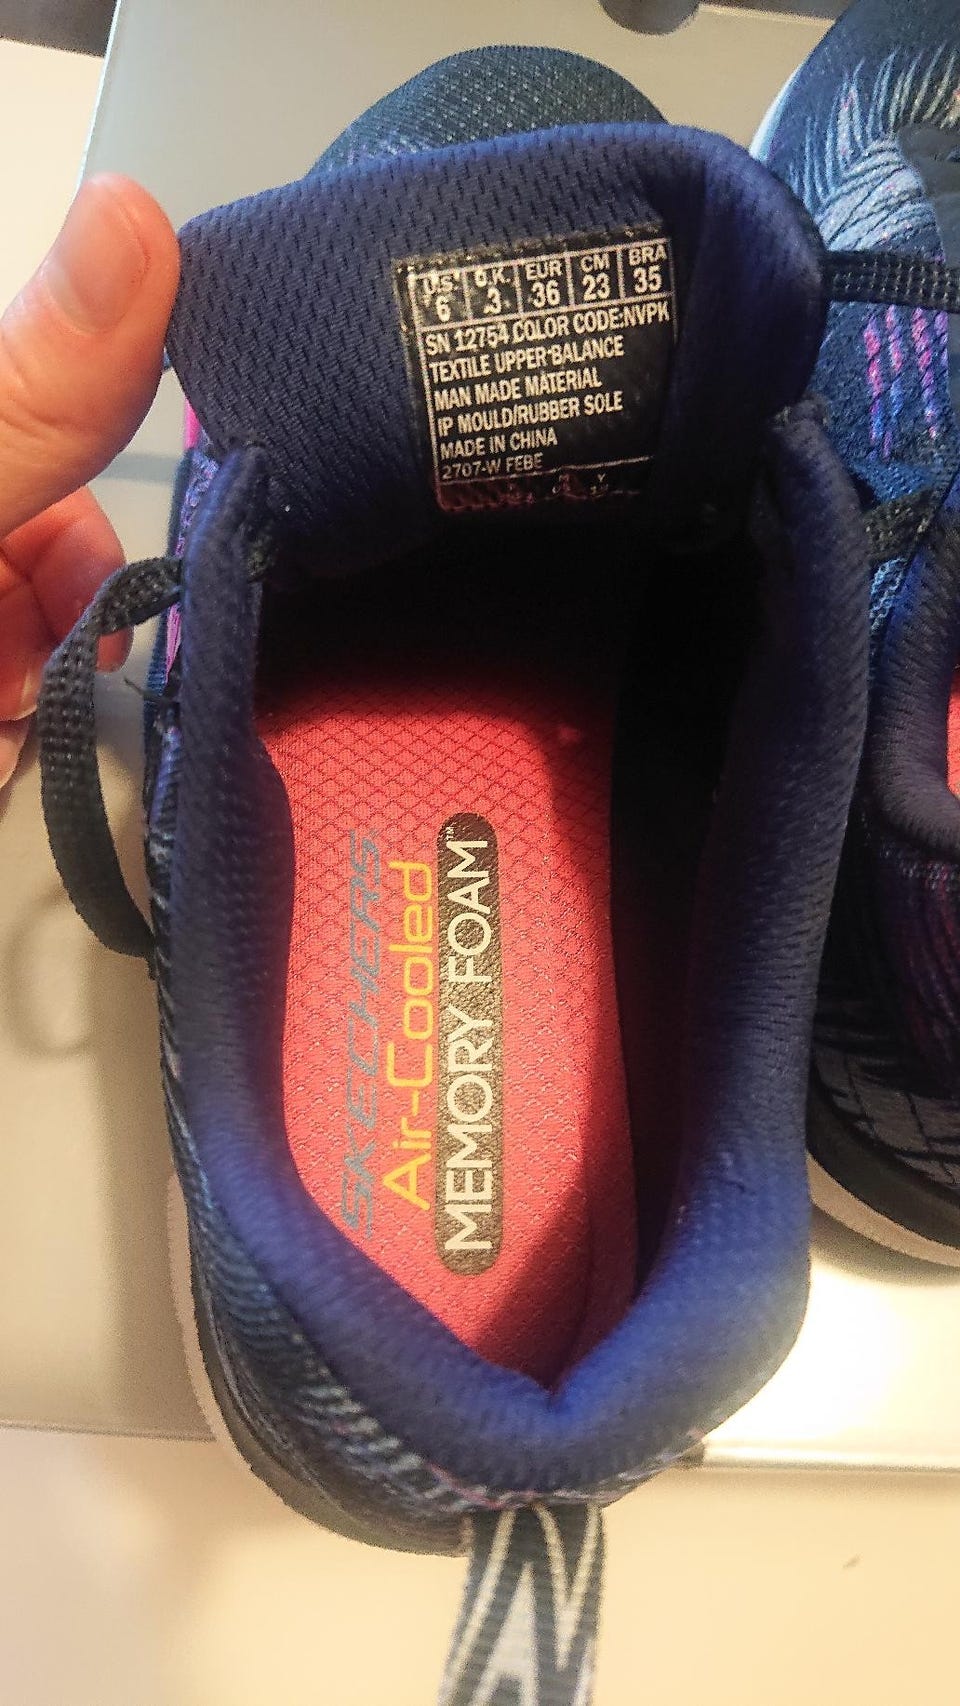 U.S. U.K. EUR CM BRA
6 3 36 23 35
SN 12754 COLOR CODE:NVPK
TEXTILE UPPER BALANCE
MAN MADE MATERIAL
IP MOULD/RUBBER SOLE
MADE IN CHINA
2707-W FEBE
SKECHERS
Air-Cooled
MEMORY FOAM™